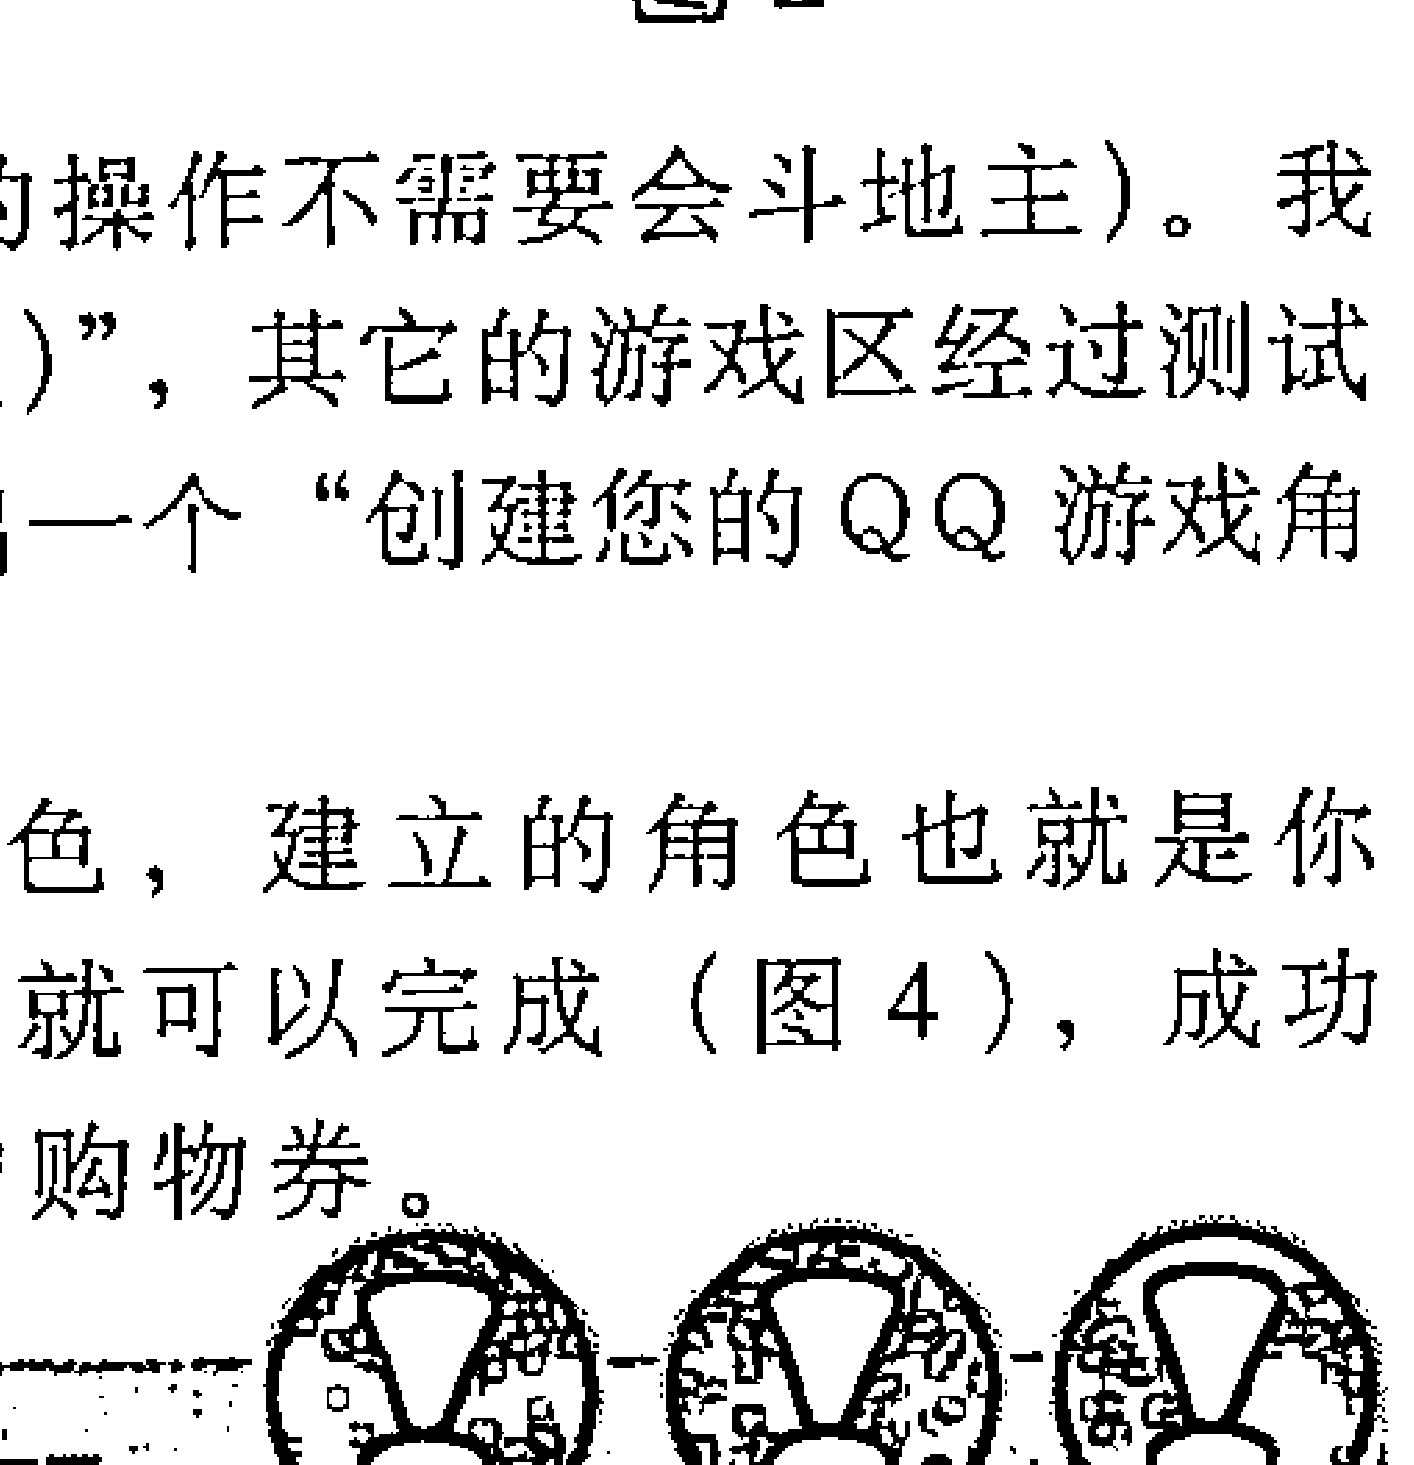 的操作不需要会斗地主)。我
)”，其它的游戏区经过测试
一个“创建您的QQ游戏角
色，建立的角色也就是你
就可以完成（图4），成功
购物券。